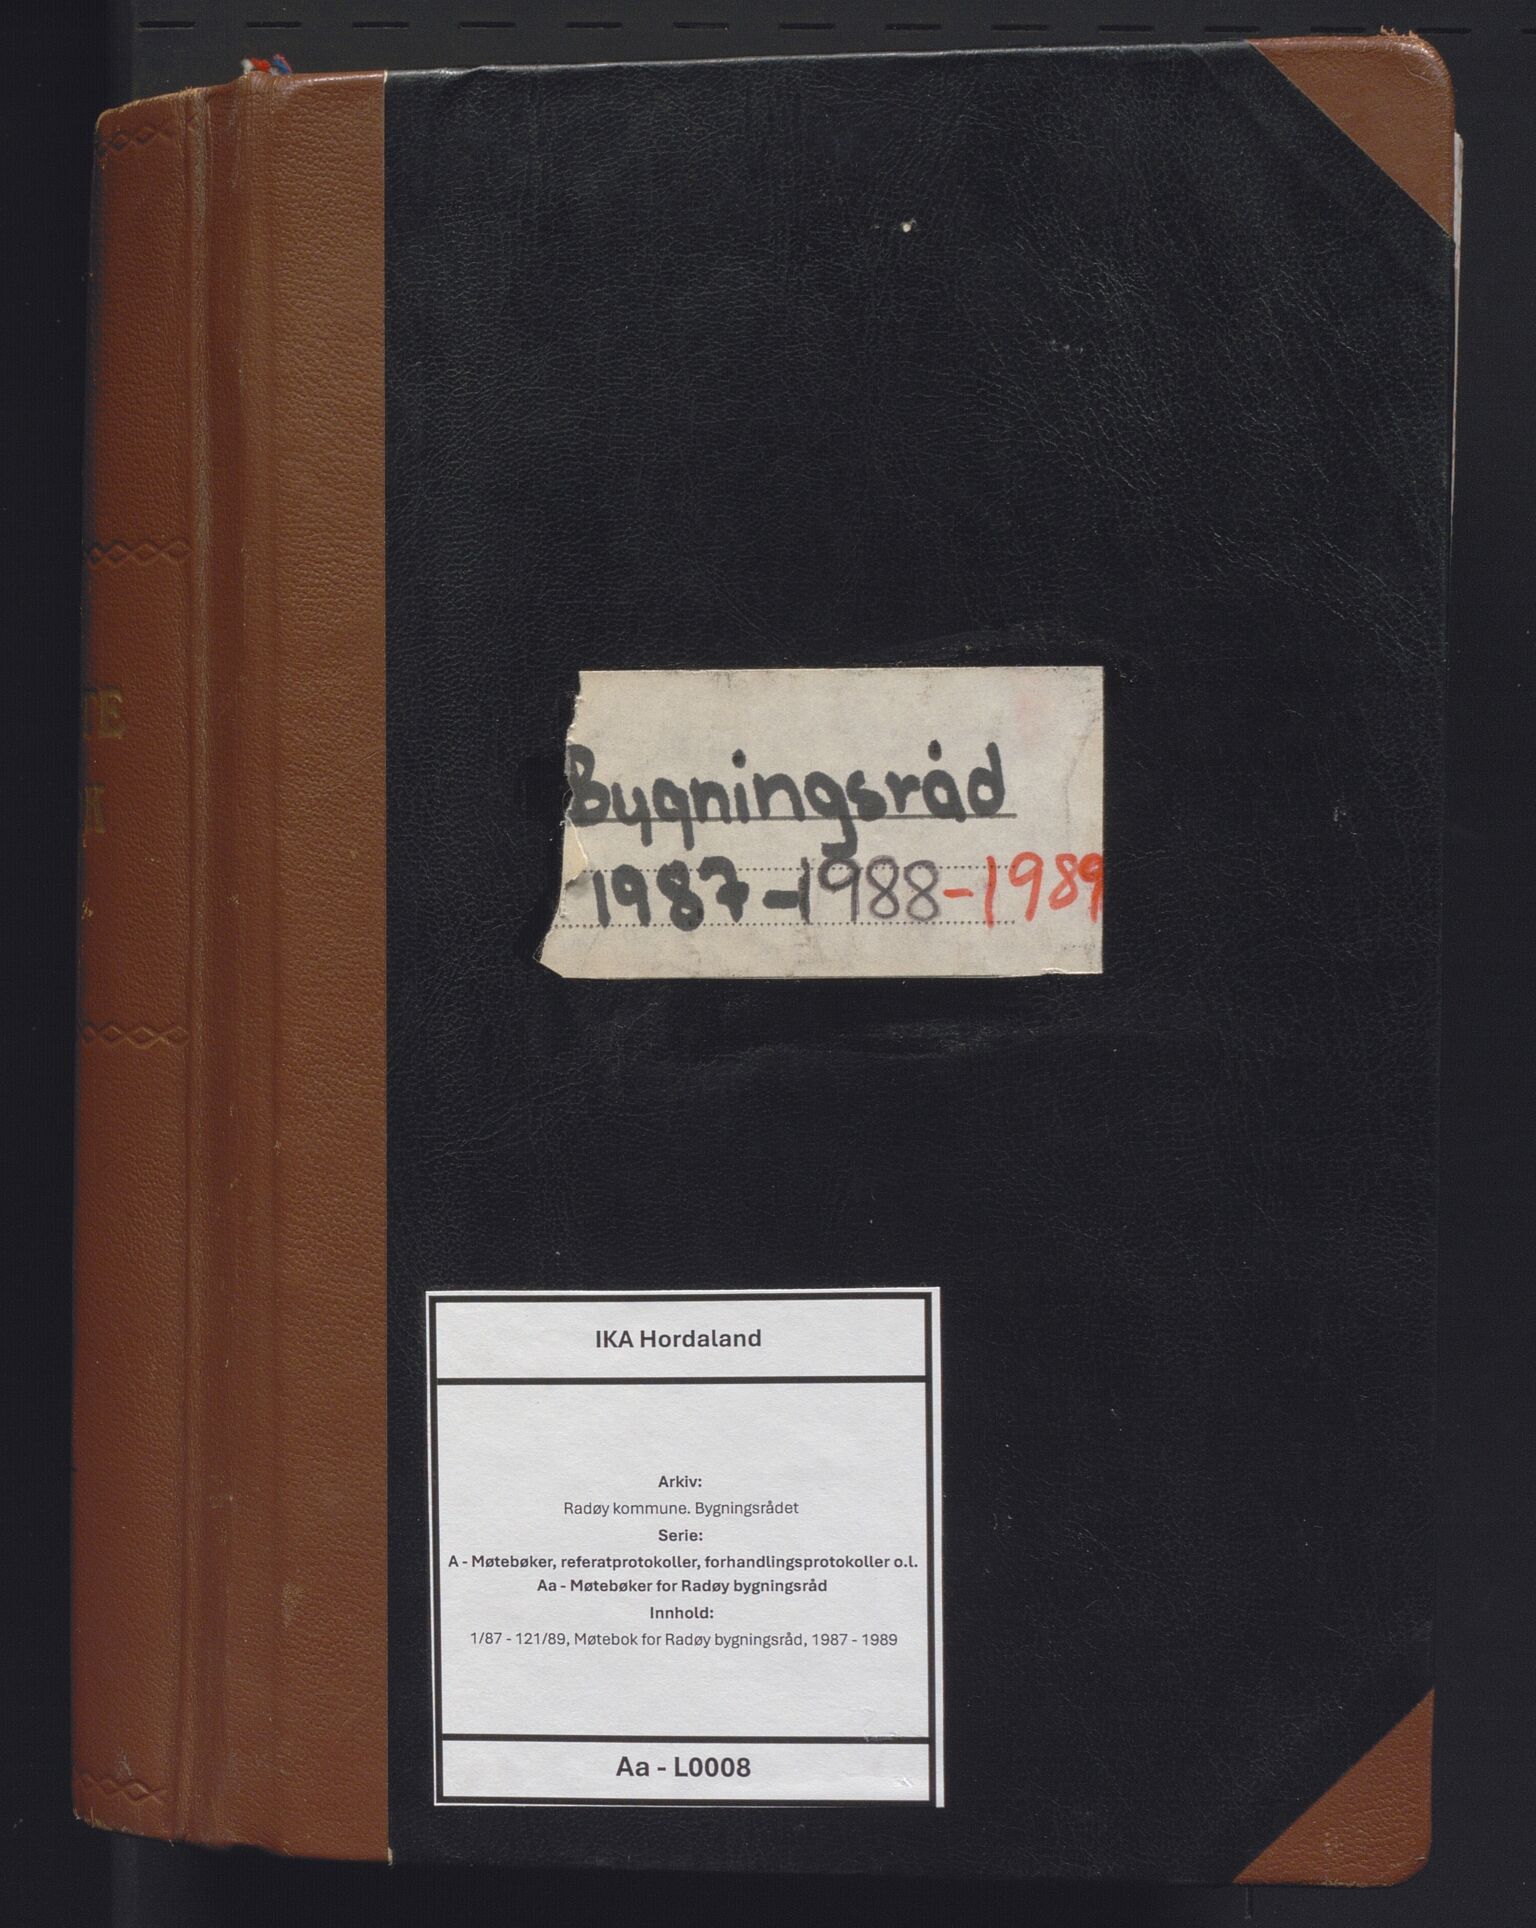 Bygningsråd
1987-1988-1989
IKA Hordaland
Arkiv:
Radøy kommune. Bygningsrådet
Serie:
A - Møtebøker, referatprotokoller, forhandlingsprotokoller o.l.
Aa - Møtebøker for Radøy bygningsråd
Innhold:
1/87 - 121/89, Møtebok for Radøy bygningsråd, 1987 - 1989
Aa - L0008